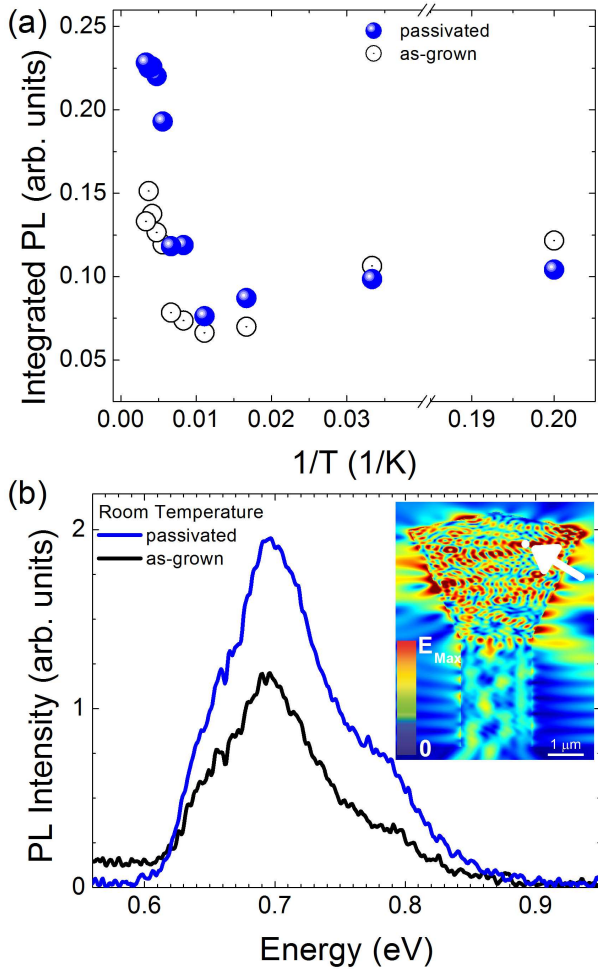 (a)
0.25
0.20
0.15
0.10
0.05
Integrated PL (arb. units)
passivated
as-grown
0.00 0.01 0.02 0.03 0.19 0.20
1/T (1/K)
(b)
2
1
0
PL Intensity (arb. units)
Room Temperature
passivated
as-grown
E Max
0
1 μm
0.6 0.7 0.8 0.9
Energy (eV)